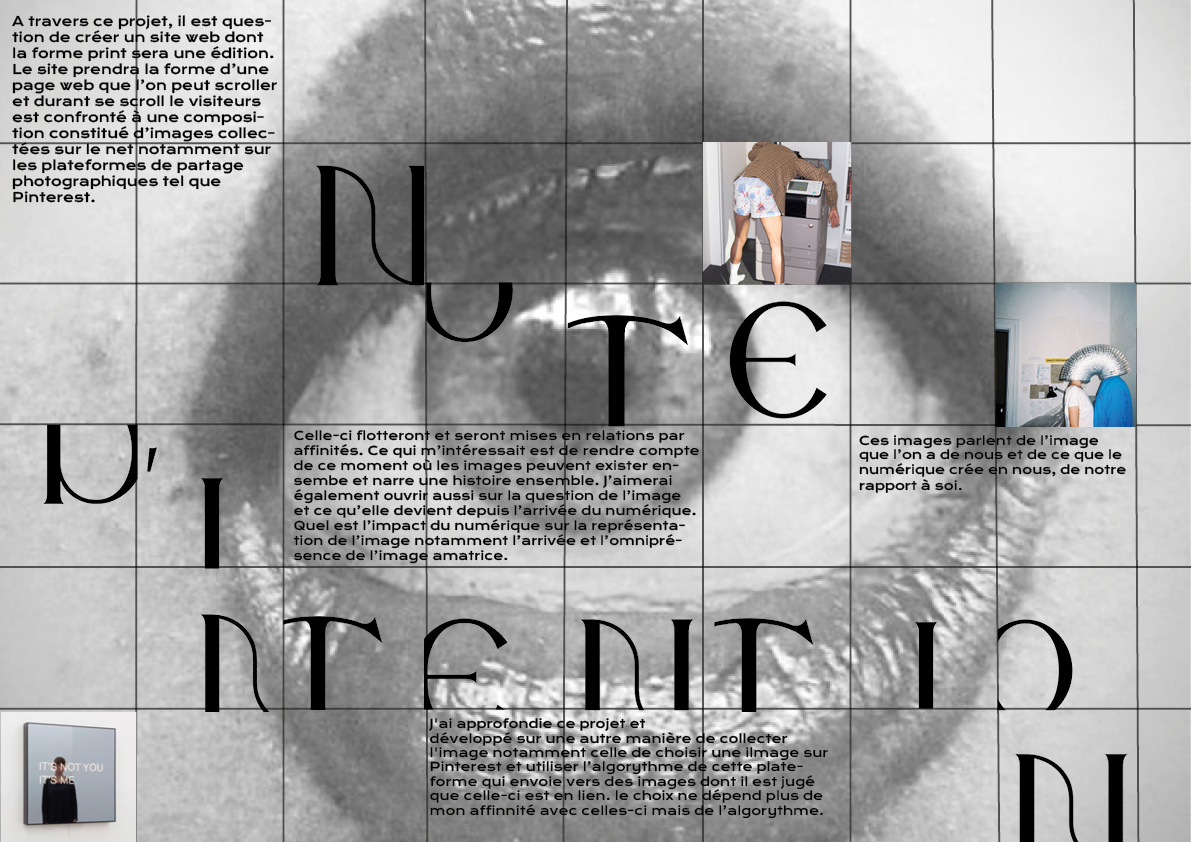 A travers ce projet, il est ques-
tion de créer un site web dont
la forme print sera une édition.
Le site prendra la forme d’une
page web que l’on peut scroller
et durant se scroll le visiteurs
est confronté à une composi-
tion constitué d’images collec-
tées sur le net notamment sur
les plateformes de partage
photographiques tel que
Pinterest.
NOTE
D’INTENTION
Celle-ci flotteront et seront mises en relations par
affinités. Ce qui m’intéressait est de rendre compte
de ce moment où les images peuvent exister en-
sembe et narre une histoire ensemble. J’aimerai
également ouvrir aussi sur la question de l’image
et ce qu’elle devient depuis l’arrivée du numérique.
Quel est l’impact du numérique sur la représenta-
tion de l’image notamment l’arrivée et l’omnipré-
sence de l’image amatrice.
Ces images parlent de l’image
que l’on a de nous et de ce que le
numérique crée en nous, de notre
rapport à soi.
IT'S NOT YOU
IT'S ME
J'ai approfondie ce projet et
développé sur une autre manière de collecter
l'image notamment celle de choisir une ilmage sur
Pinterest et utiliser l’algorythme de cette plate-
forme qui envoie vers des images dont il est jugé
que celle-ci est en lien. le choix ne dépend plus de
mon affinnité avec celles-ci mais de l’algorythme.